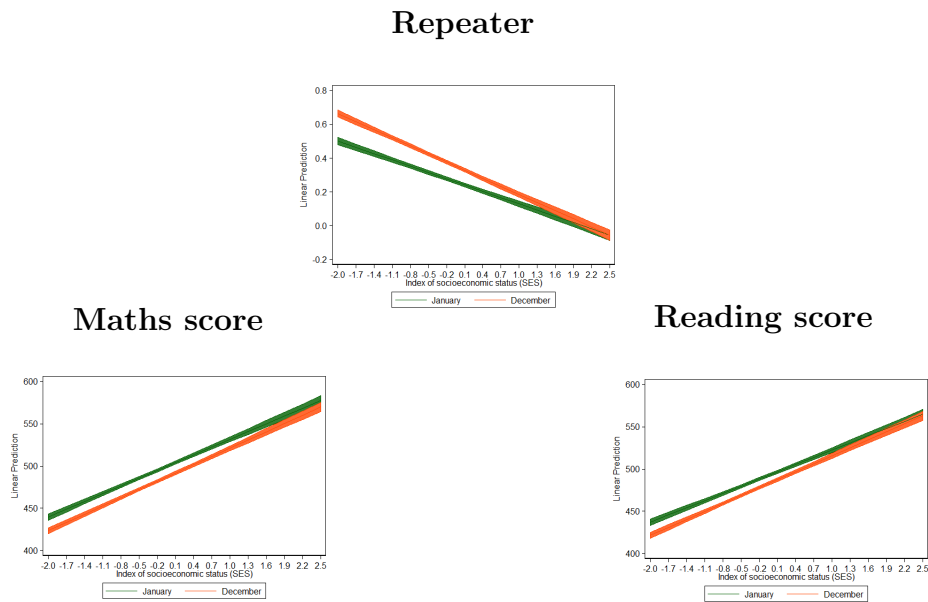 Repeater
0.8
0.6
0.4
0.2
0.0
-0.2
Linear Prediction
-2.0 -1.7 -1.4 -1.1 -0.8 -0.5 -0.2 0.1 0.4 0.7 1.0 1.3 1.6 1.9 2.2 2.5
Index of socioeconomic status (SES)
January December
Maths score
600
550
500
450
400
Linear Prediction
-2.0 -1.7 -1.4 -1.1 -0.8 -0.5 -0.2 0.1 0.4 0.7 1.0 1.3 1.6 1.9 2.2 2.5
Index of socioeconomic status (SES)
January December
Reading score
600
550
500
450
400
Linear Prediction
-2.0 -1.7 -1.4 -1.1 -0.8 -0.5 -0.2 0.1 0.4 0.7 1.0 1.3 1.6 1.9 2.2 2.5
Index of socioeconomic status (SES)
January December